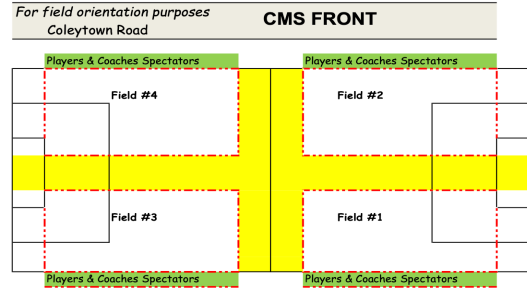 For field orientation purposes
Coleytown Road
CMS FRONT
Players & Coaches Spectators
Players & Coaches Spectators
Field #4
Field #2
Field #3
Field #1
Players & Coaches Spectators
Players & Coaches Spectators